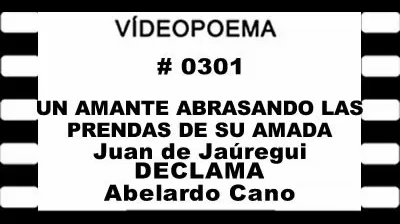 VÍDEOPOEMA
# 0301
UN AMANTE ABRASANDO LAS
PRENDAS DE SU AMADA
Juan de Jaúregui
DECLAMA
Abelardo Cano